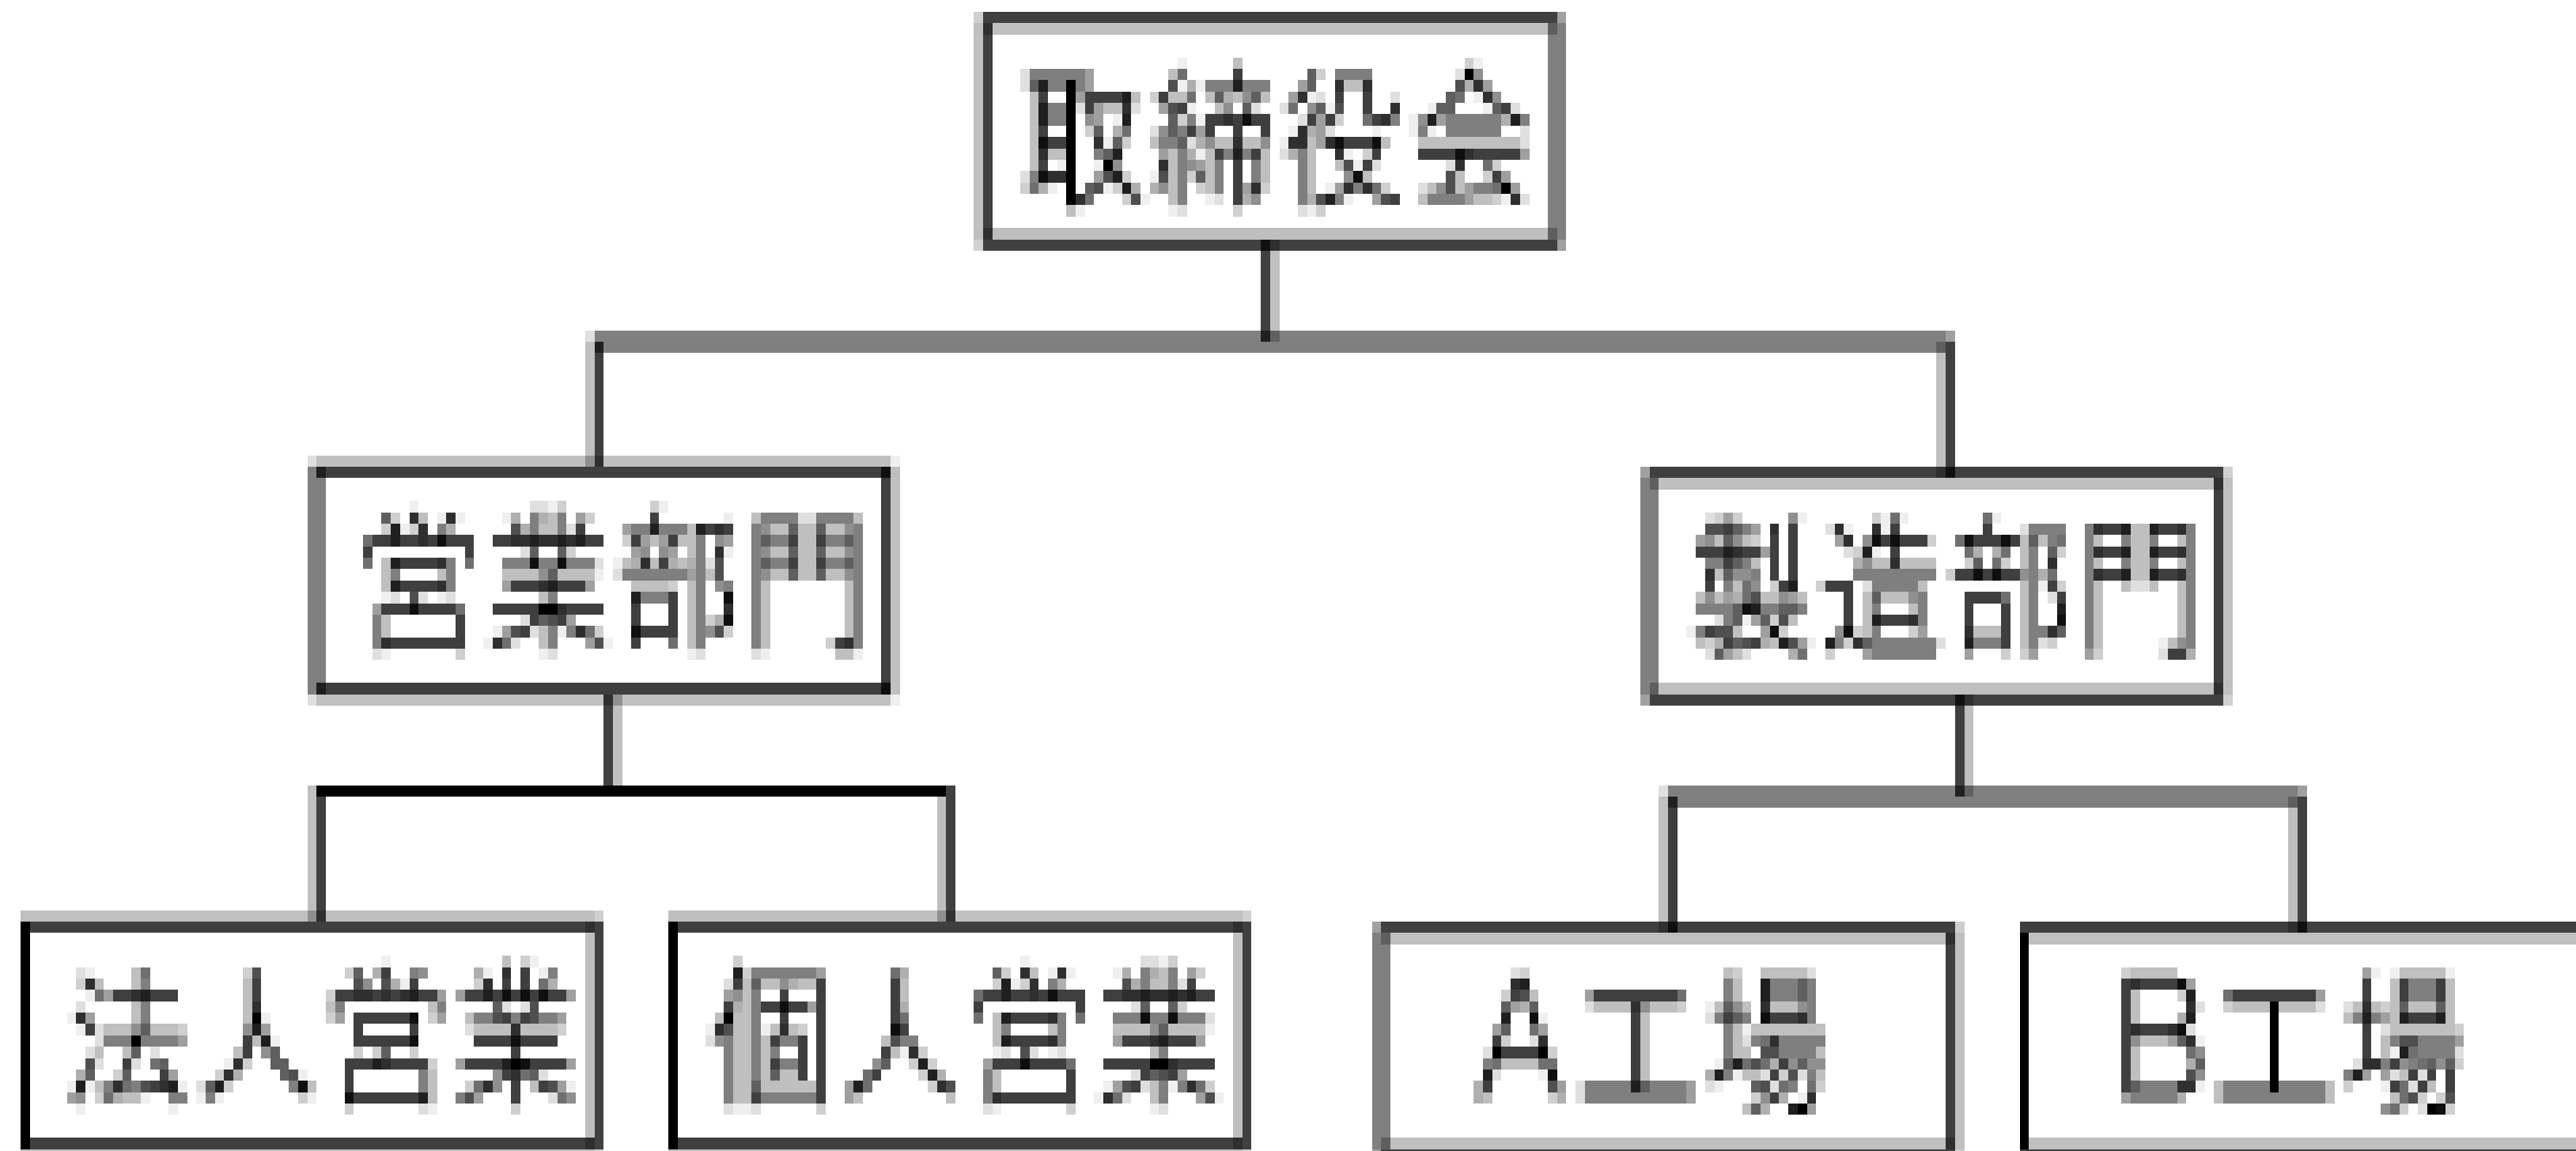 取締役会
営業部門
製造部門
法人営業
個人営業
A工場
B工場